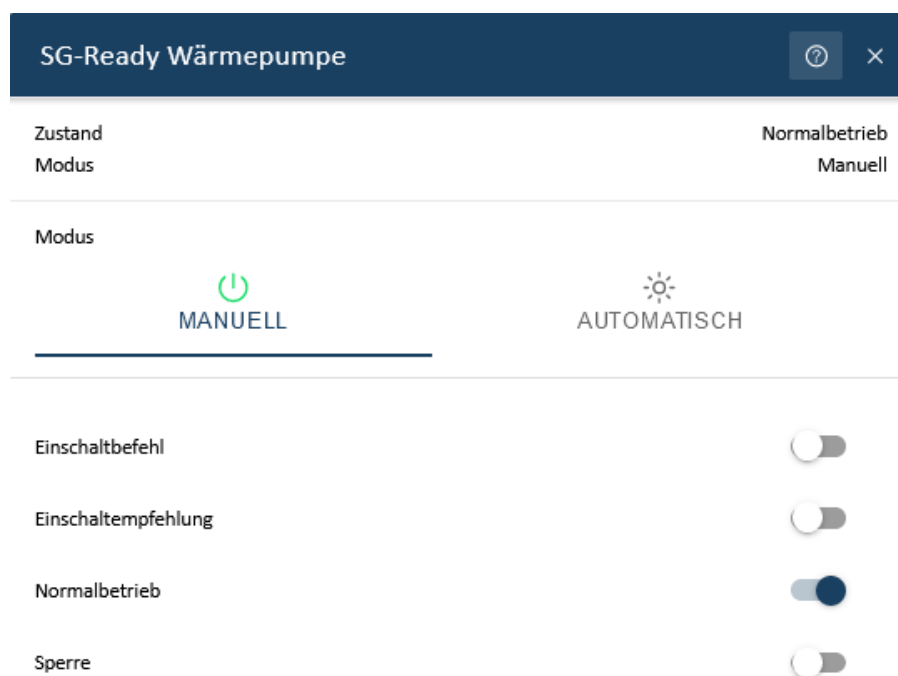 SG-Ready Wärmepumpe
Zustand Normalbetrieb
Modus Manuell
Modus
MANUELL AUTOMATISCH
Einschaltbefehl
Einschaltempfehlung
Normalbetrieb
Sperre